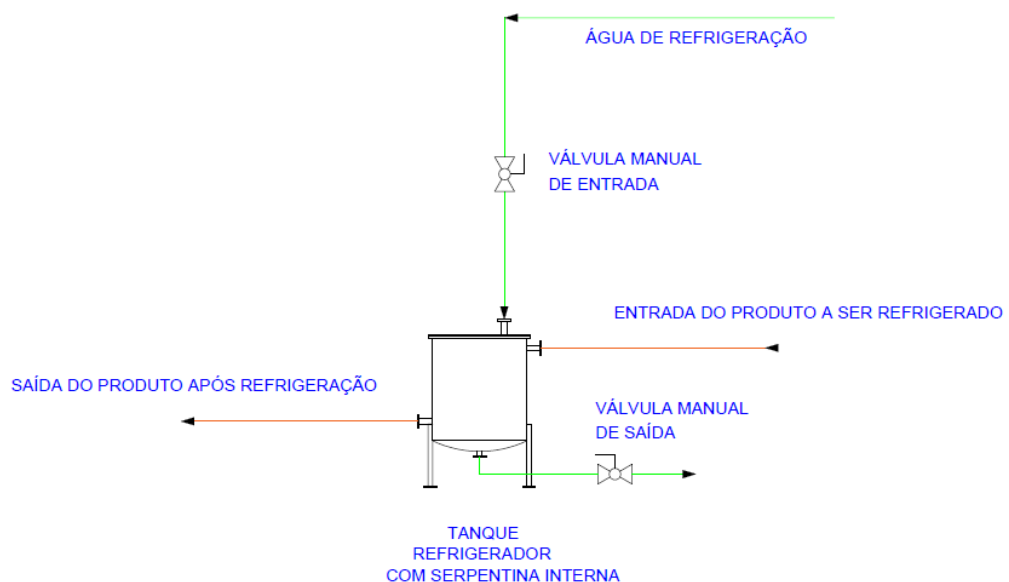 ÁGUA DE REFRIGERAÇÃO
VÁLVULA MANUAL
DE ENTRADA
ENTRADA DO PRODUTO A SER REFRIGERADO
SAÍDA DO PRODUTO APÓS REFRIGERAÇÃO
VÁLVULA MANUAL
DE SAÍDA
TANQUE
REFRIGERADOR
COM SERPENTINA INTERNA